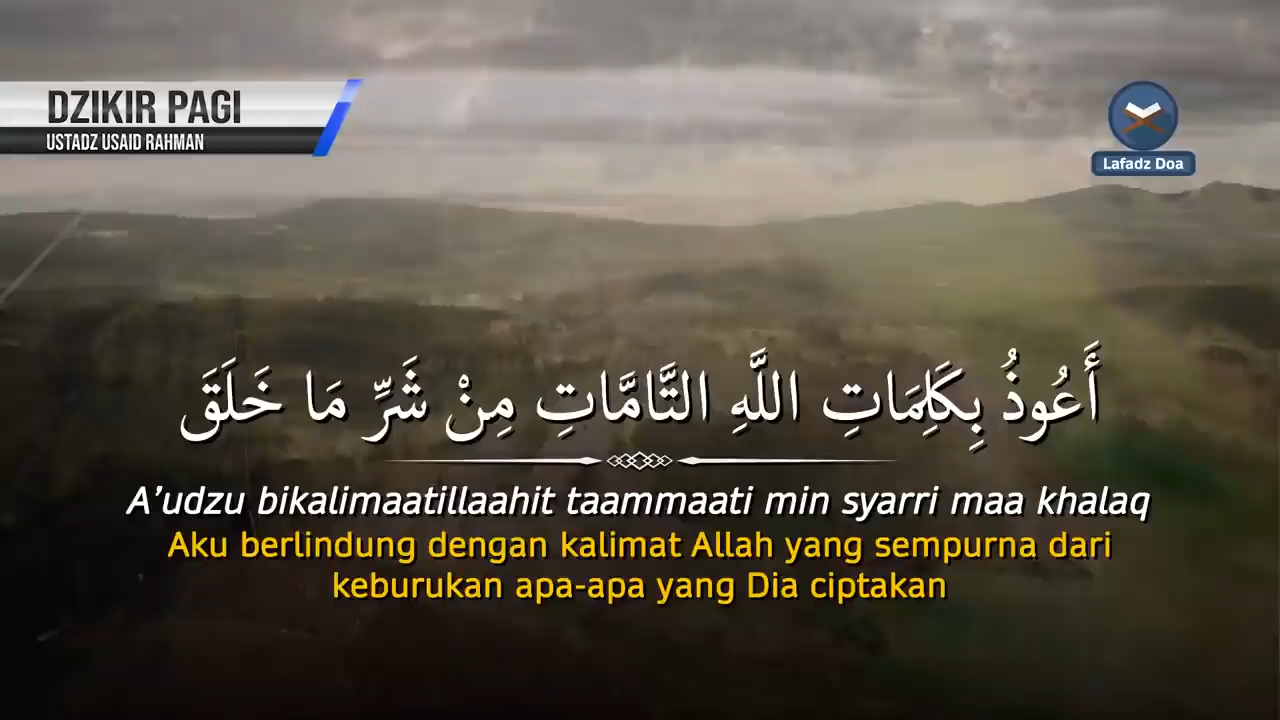 DZIKIR PAGI
USTADZ USAID RAHMAN
Lafadz Doa
أَعُوذُ بِكَلِمَاتِ اللَّهِ التَّامَّاتِ مِنْ شَرِّ مَا خَلَقَ
A’udzu bikalimaatillaahit taammaati min syarri maa khalaq
Aku berlindung dengan kalimat Allah yang sempurna dari
keburukan apa-apa yang Dia ciptakan